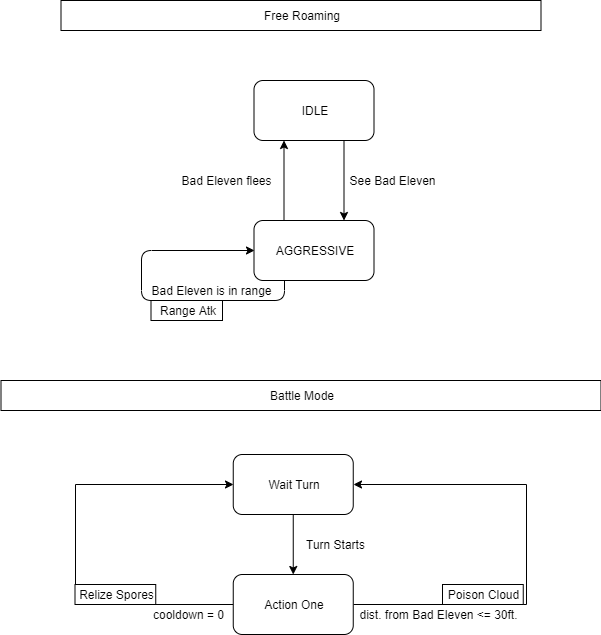 Free Roaming
IDLE
Bad Eleven flees
See Bad Eleven
AGGRESSIVE
Bad Eleven is in range
Range Atk
Battle Mode
Wait Turn
Turn Starts
Relize Spores
Action One
Poison Cloud
cooldown = 0
dist. from Bad Eleven <= 30ft.